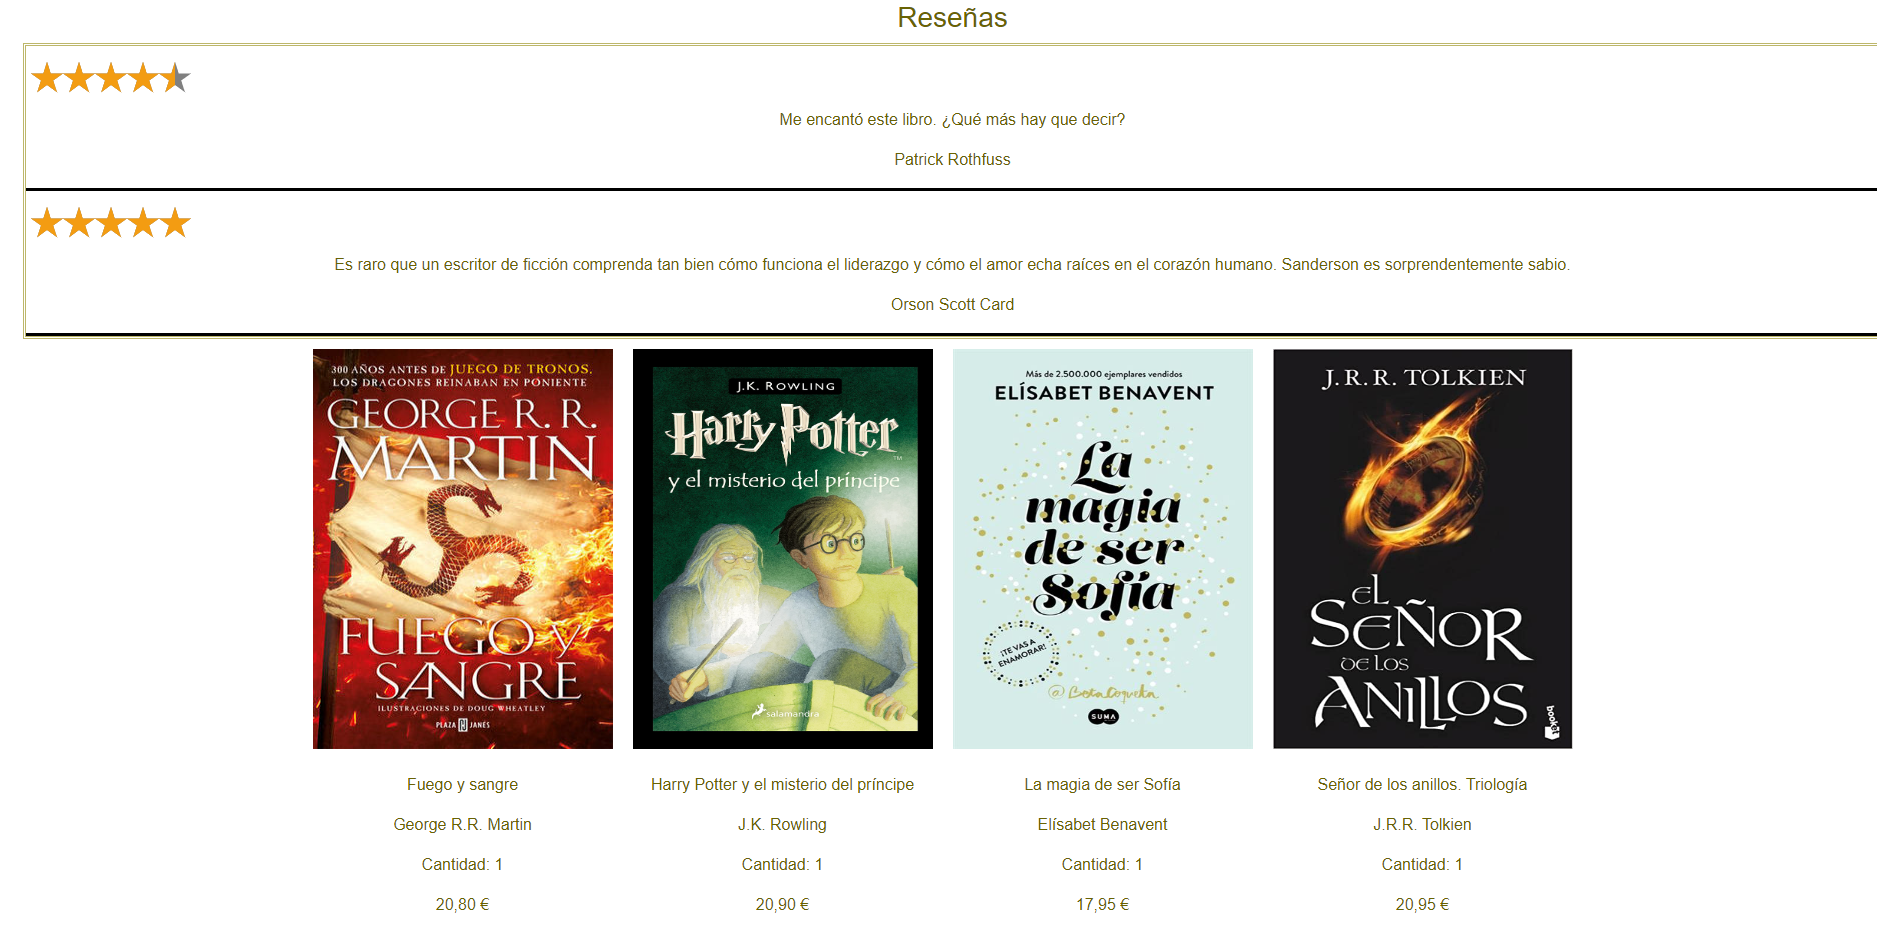 Reseñas
Me encantó este libro. ¿Qué más hay que decir?
Patrick Rothfuss
Es raro que un escritor de ficción comprenda tan bien cómo funciona el liderazgo y cómo el amor echa raíces en el corazón humano. Sanderson es sorprendentemente sabio.
Orson Scott Card
300 AÑOS ANTES DE JUEGO DE TRONOS,
LOS DRAGONES REINABAN EN PONIENTE
GEORGE R. R.
MARTIN
FUEGO Y
SANGRE
ILUSTRACIONES DE DOUG WHEATLEY
PLAZA JANÉS
J.K. ROWLING
Harry Potter
TM
y el misterio del príncipe
salamandra
Más de 2.500.000 ejemplares vendidos
ELÍSABET BENAVENT
La
magia
de ser
Sofía
¡TE VAS A
ENAMORAR!
@BetaCoqueta
SUMA
J. R. R. TOLKIEN
EL
SEÑOR
DE LOS
ANILLOS
booket
Fuego y sangre
George R.R. Martin
Cantidad: 1
20,80 €
Harry Potter y el misterio del príncipe
J.K. Rowling
Cantidad: 1
20,90 €
La magia de ser Sofía
Elísabet Benavent
Cantidad: 1
17,95 €
Señor de los anillos. Triología
J.R.R. Tolkien
Cantidad: 1
20,95 €